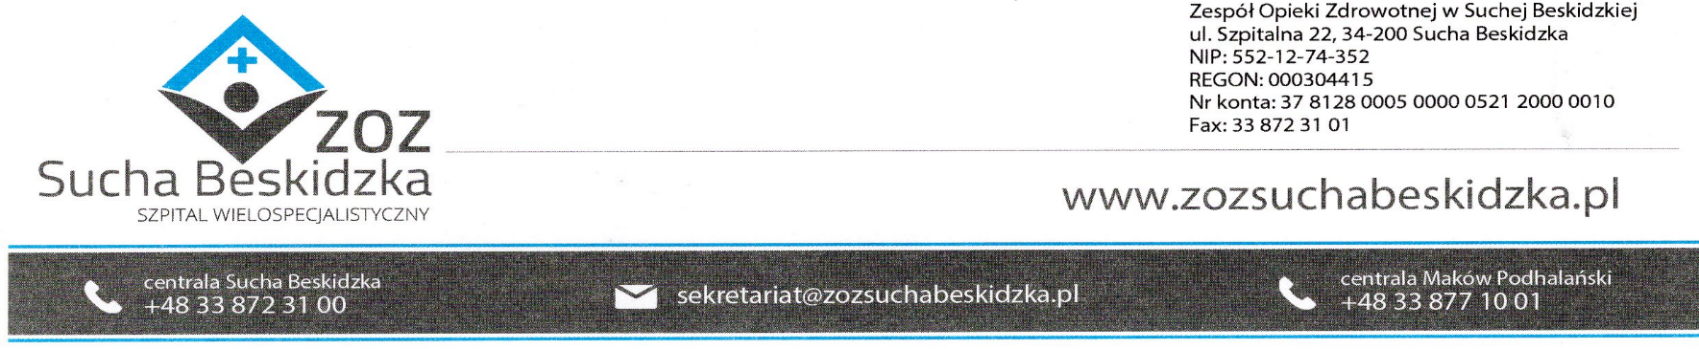 Zespół Opieki Zdrowotnej w Suchej Beskidzkiej
ul. Szpitalna 22, 34-200 Sucha Beskidzka
NIP: 552-12-74-352
REGON: 000304415
Nr konta: 37 8128 0005 0000 0521 2000 0010
Fax: 33 872 31 01
ZOZ
Sucha Beskidzka
SZPITAL WIELOSPECJALISTYCZNY
www.zozsuchabeskidzka.pl
centrala Sucha Beskidzka
+48 33 872 31 00
sekretariat@zozsuchabeskidzka.pl
centrala Maków Podhalański
+48 33 877 10 01